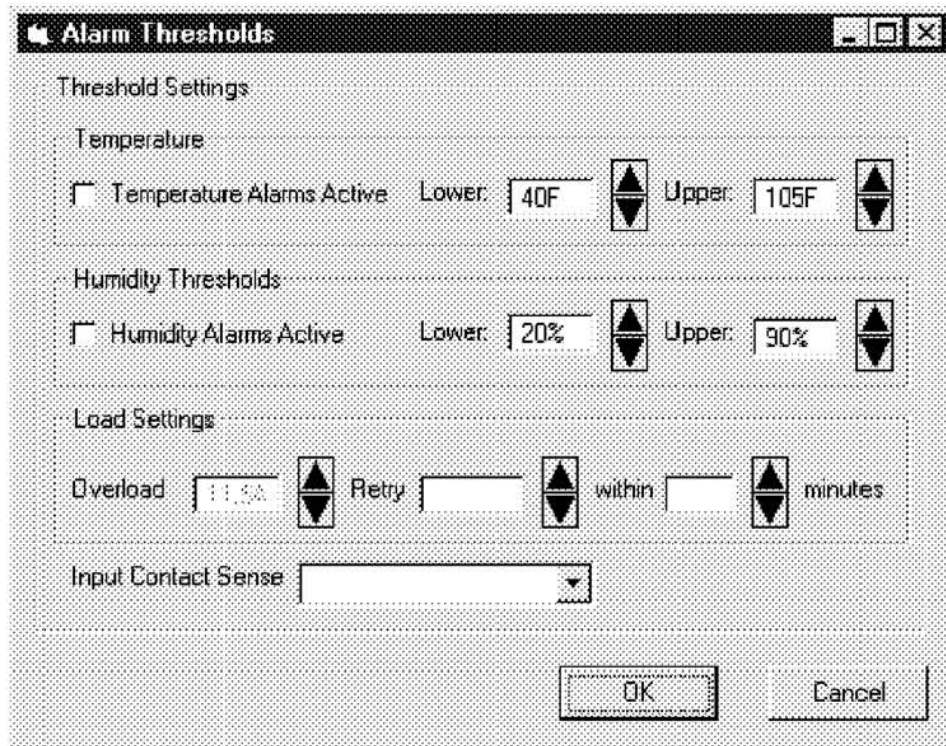 Alarm Thresholds
Threshold Settings
Temperature
Temperature Alarms Active Lower: 40F Upper: 105F
Humidity Thresholds
Humidity Alarms Active Lower: 20% Upper: 90%
Load Settings
Overload Retry within minutes
Input Contact Sense
OK Cancel